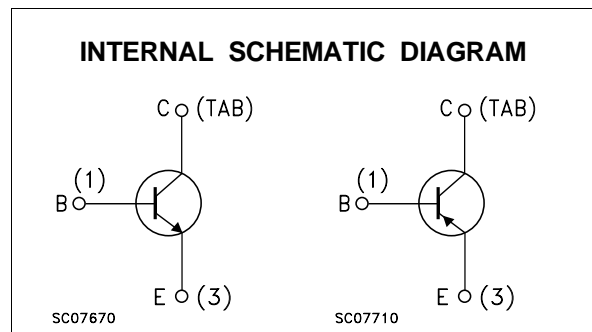 INTERNAL SCHEMATIC DIAGRAM
C (TAB)
(1)
B
E (3)
SC07670
C (TAB)
(1)
B
E (3)
SC07710